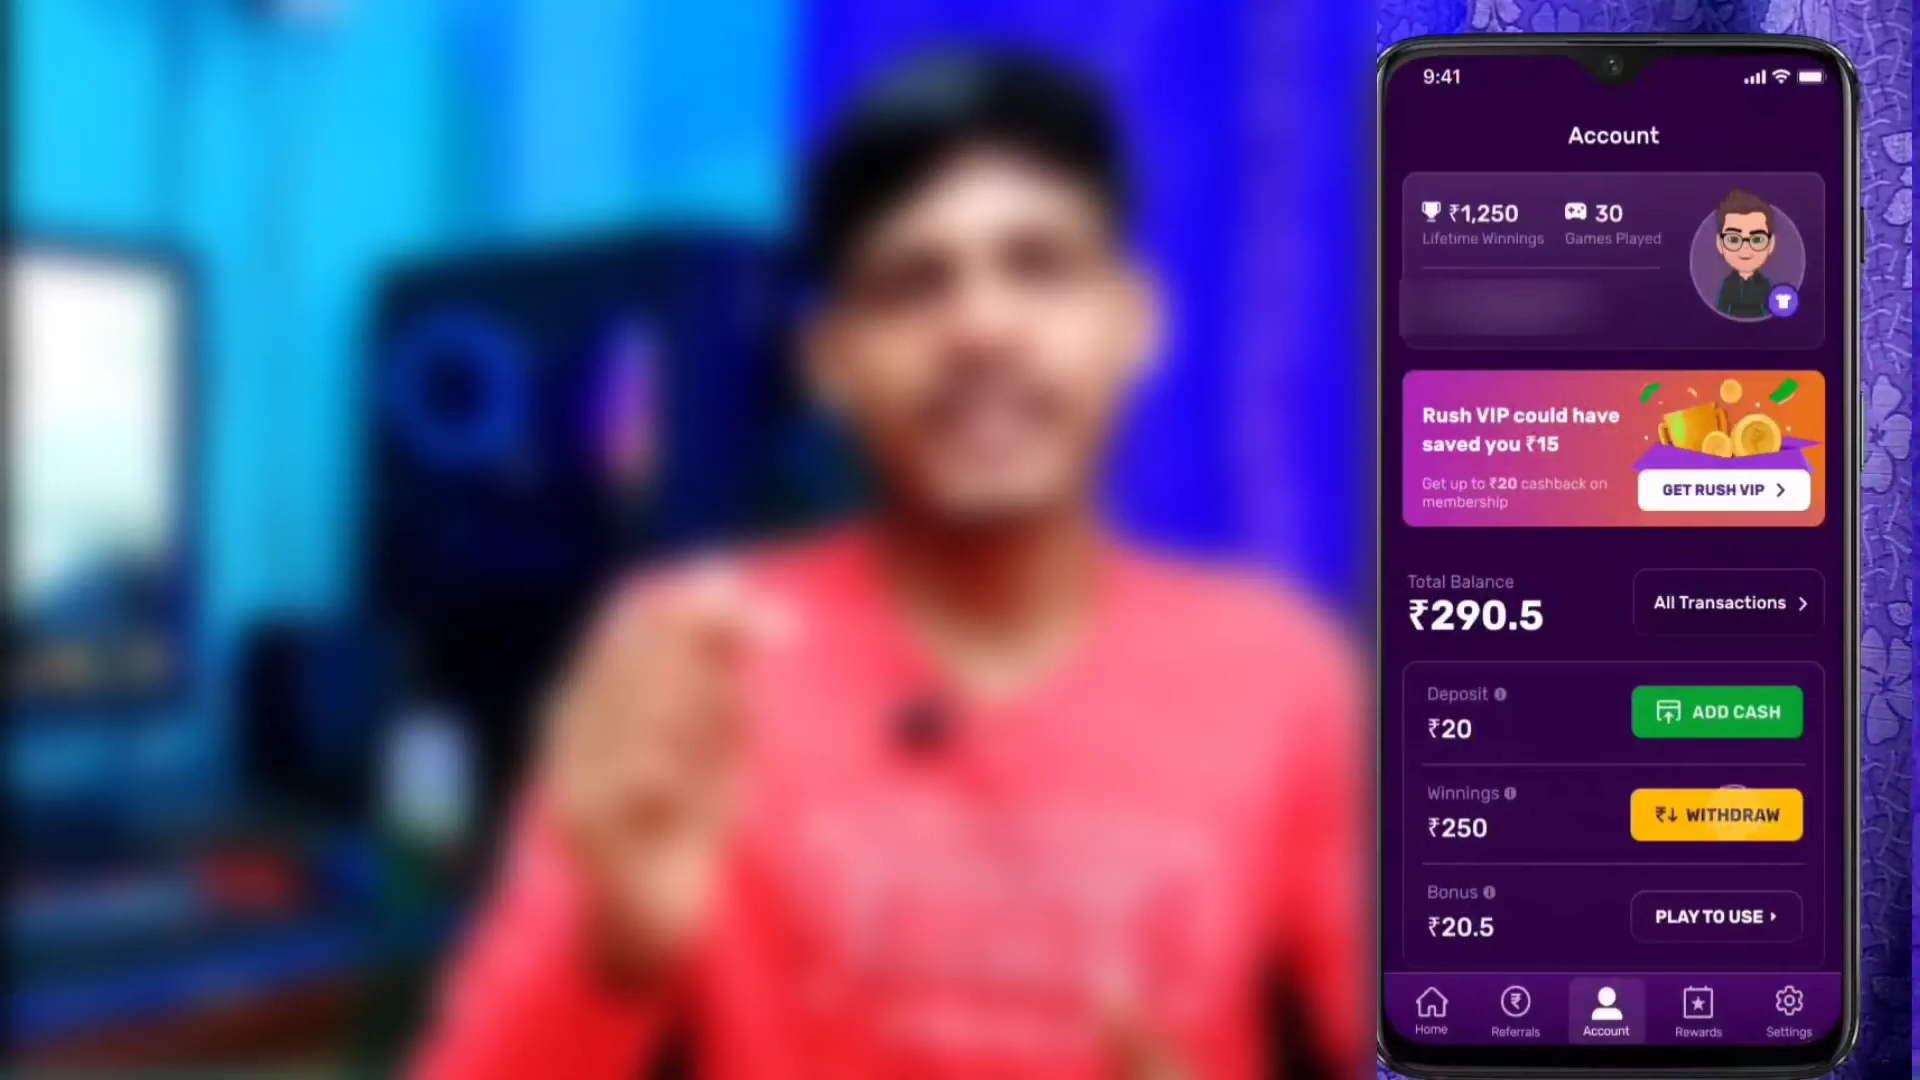 9:41
Account
₹1,250
Lifetime Winnings
30
Games Played
Rush VIP could have
saved you ₹15
Get up to ₹20 cashback on
membership
GET RUSH VIP
Total Balance
₹290.5
All Transactions
Deposit
₹20
ADD CASH
Winnings
₹250
₹↓ WITHDRAW
Bonus
₹20.5
PLAY TO USE
Home
Referrals
Account
Rewards
Settings